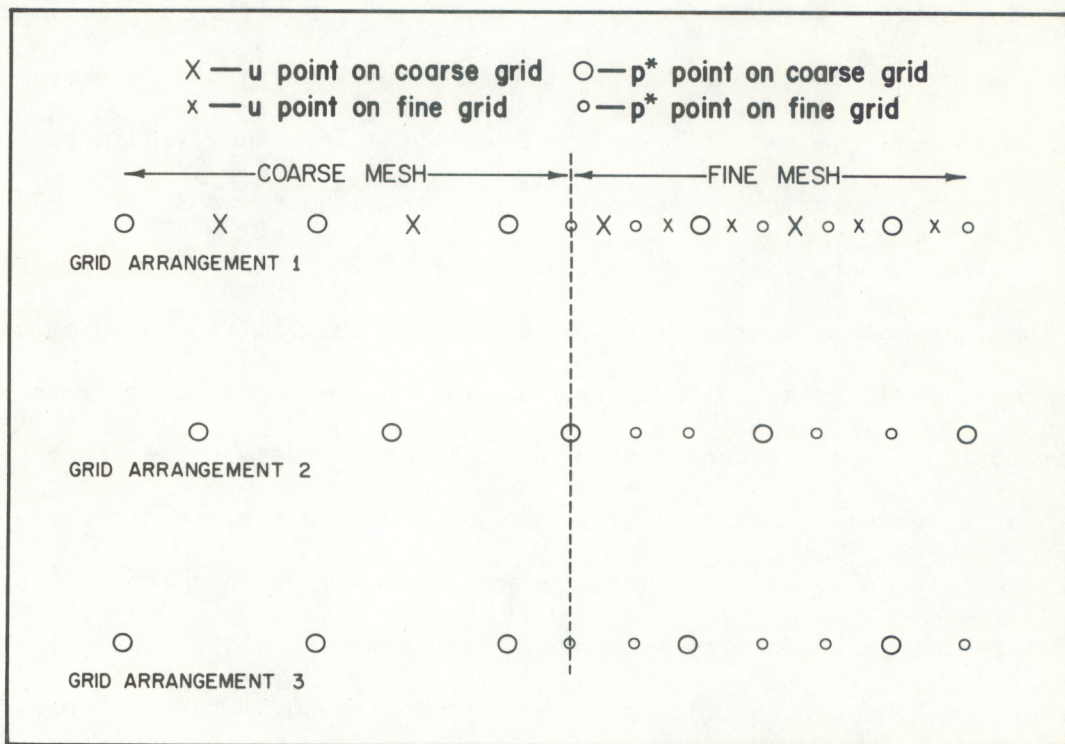 X — u point on coarse grid O — p* point on coarse grid
x — u point on fine grid o — p* point on fine grid
COARSE MESH FINE MESH
GRID ARRANGEMENT 1
GRID ARRANGEMENT 2
GRID ARRANGEMENT 3